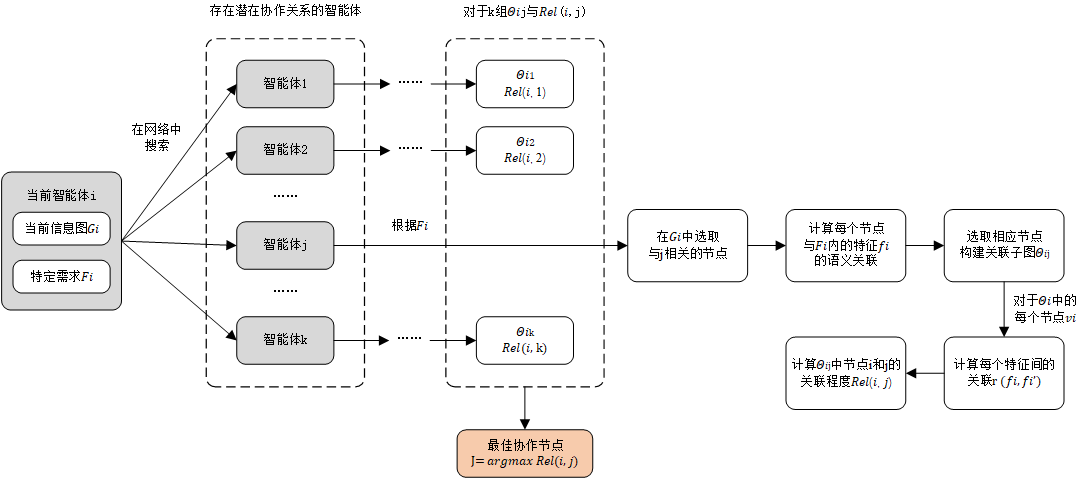 存在潜在协作关系的智能体
对于k组Θij与Rel(i, j)
智能体1
……
Θi1
Rel(i, 1)
在网络中
搜索
智能体2
……
Θi2
Rel(i, 2)
当前智能体i
当前信息图Gi
特定需求Fi
……
智能体j
根据Fi
在Gi中选取
与j相关的节点
计算每个节点
与Fi内的特征fi
的语义关联
选取相应节点
构建关联子图Θij
……
对于Θi中的
每个节点vi
智能体k
……
Θik
Rel(i, k)
计算每个特征间的
关联r (fi, fi′)
计算Θij中节点i和j的
关联程度Rel(i, j)
最佳协作节点
J= argmax Rel(i, j)